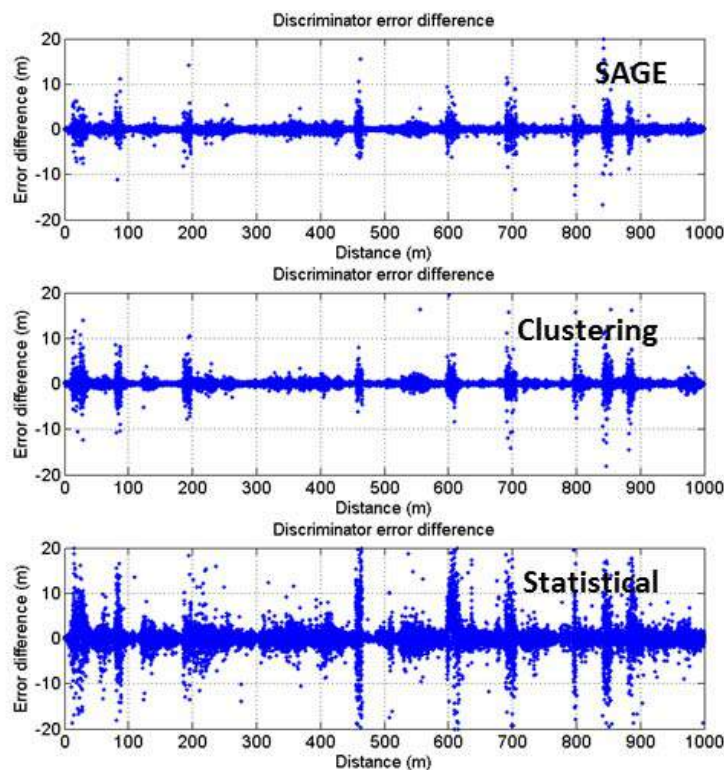 Discriminator error difference
SAGE
Error difference (m)
20
10
0
-10
-20
0 100 200 300 400 500 600 700 800 900 1000
Distance (m)
Discriminator error difference
Clustering
Error difference (m)
20
10
0
-10
-20
0 100 200 300 400 500 600 700 800 900 1000
Distance (m)
Discriminator error difference
Statistical
Error difference (m)
20
10
0
-10
-20
0 100 200 300 400 500 600 700 800 900 1000
Distance (m)